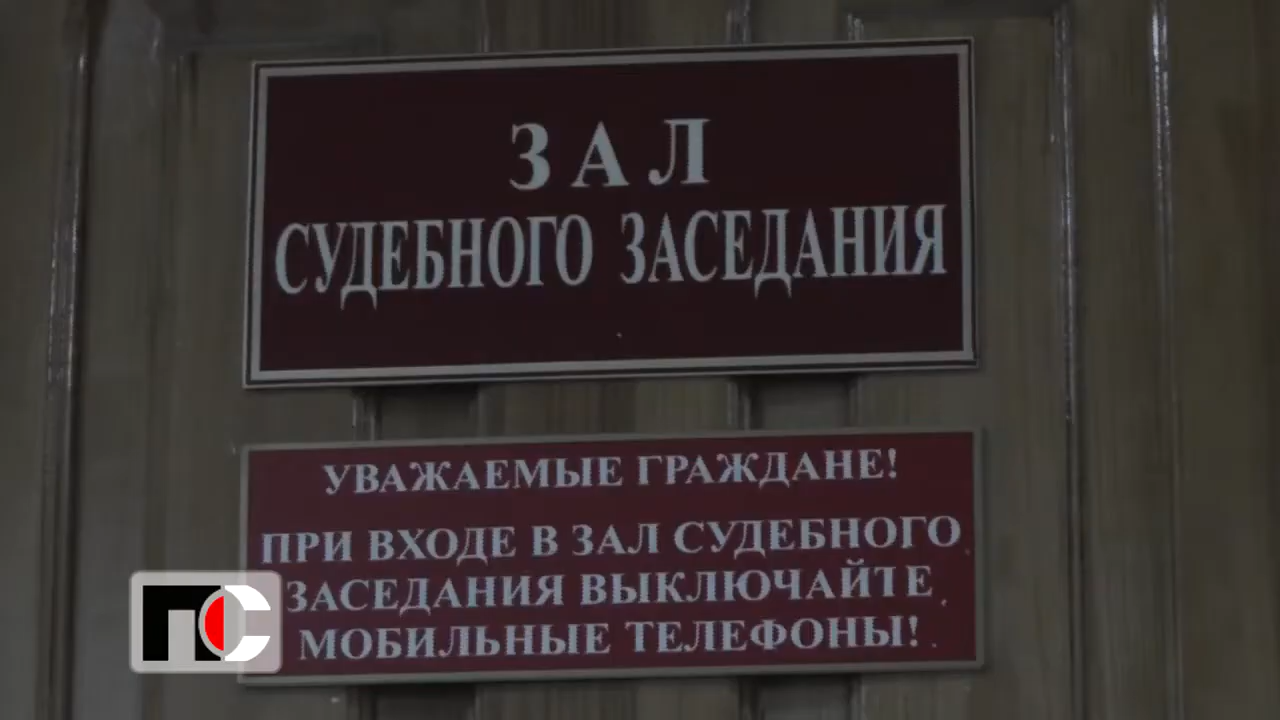 ЗАЛ
СУДЕБНОГО ЗАСЕДАНИЯ
УВАЖАЕМЫЕ ГРАЖДАНЕ!
ПРИ ВХОДЕ В ЗАЛ СУДЕБНОГО
ЗАСЕДАНИЯ ВЫКЛЮЧАЙТЕ
МОБИЛЬНЫЕ ТЕЛЕФОНЫ!
ПС